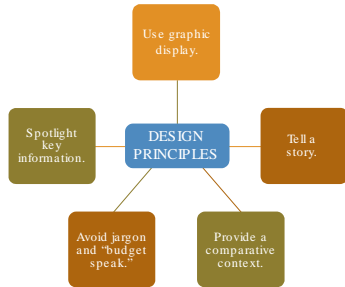 Use graphic
display.
Spotlight
key
information.
DESIGN
PRINCIPLES
Tell a
story.
Avoid jargon
and “budget
speak.”
Provide a
comparative
context.